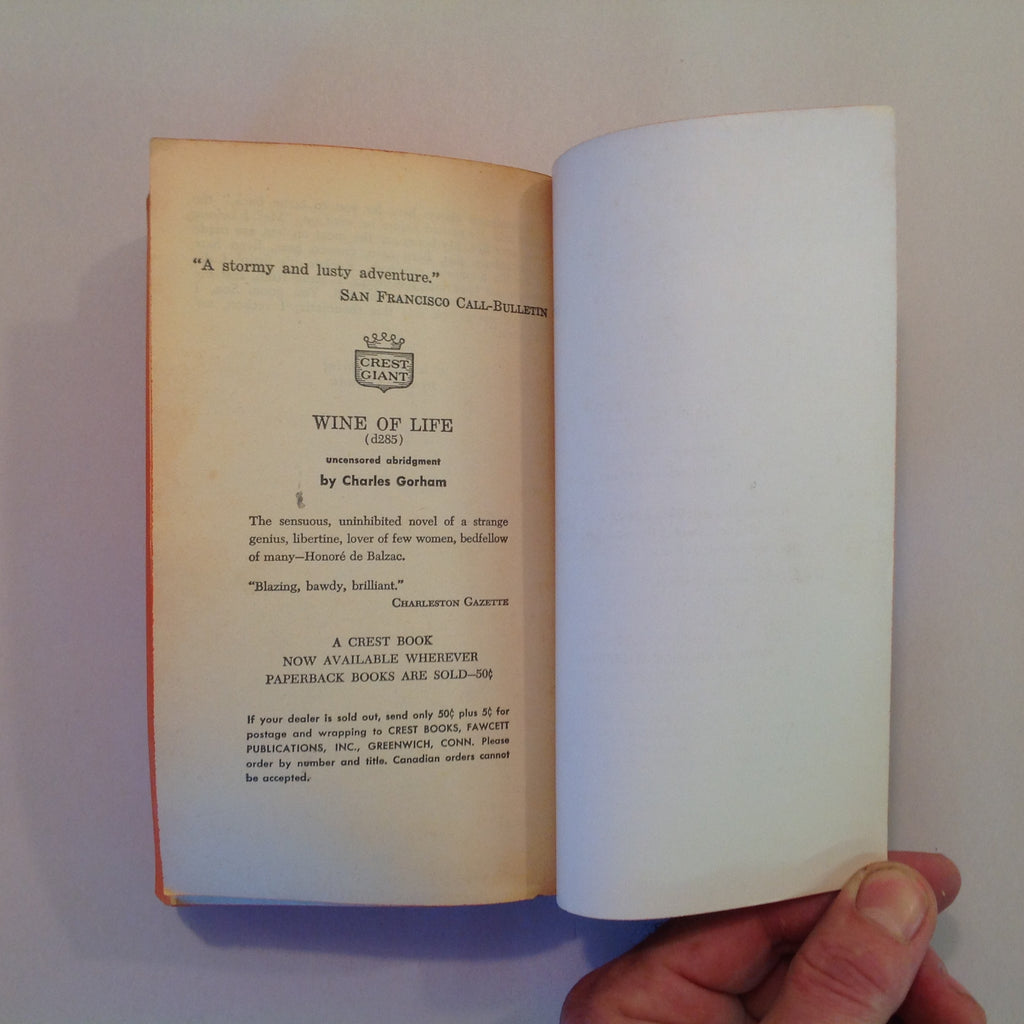 “A stormy and lusty adventure.”
SAN FRANCISCO CALL-BULLETIN
CREST
GIANT
WINE OF LIFE
(d285)
uncensored abridgment
by Charles Gorham
The sensuous, uninhibited novel of a strange
genius, libertine, lover of few women, bedfellow
of many—Honoré de Balzac.
“Blazing, bawdy, brilliant.”
CHARLESTON GAZETTE
A CREST BOOK
NOW AVAILABLE WHEREVER
PAPERBACK BOOKS ARE SOLD—50¢
If your dealer is sold out, send only 50¢ plus 5¢ for
postage and wrapping to CREST BOOKS, FAWCETT
PUBLICATIONS, INC., GREENWICH, CONN. Please
order by number and title. Canadian orders cannot
be accepted.